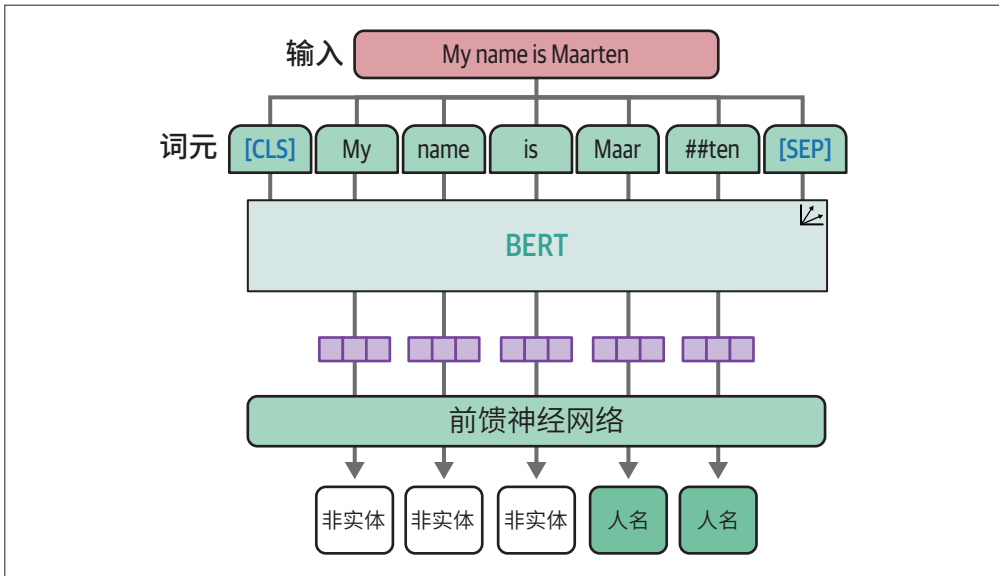 输入 My name is Maarten
词元 [CLS] My name is Maar ##ten [SEP]
BERT
前馈神经网络
非实体 非实体 非实体 人名 人名